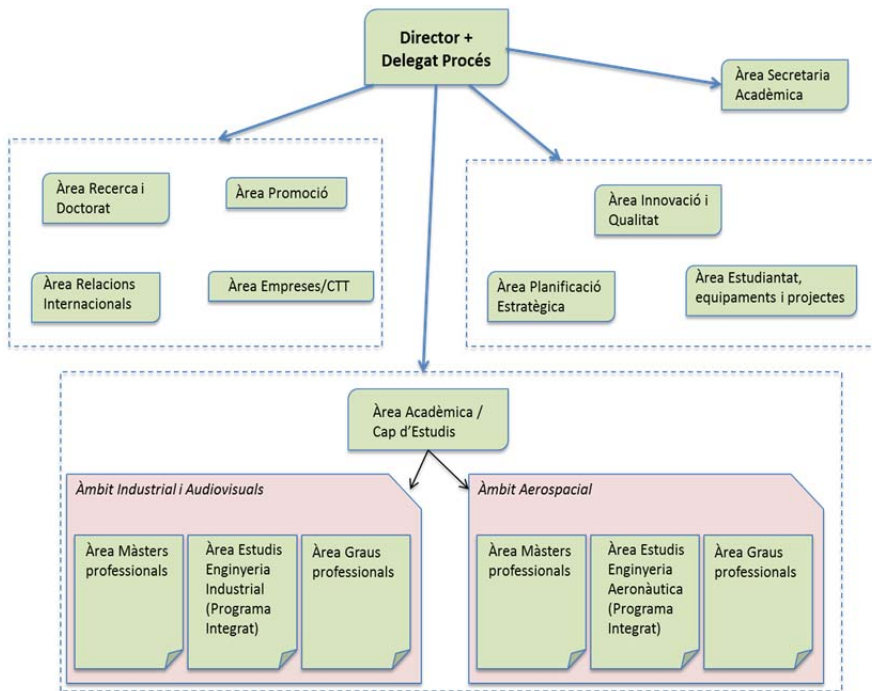 Director +
Delegat Procés
Àrea Secretaria
Acadèmica
Àrea Recerca i
Doctorat
Àrea Promoció
Àrea Relacions
Internacionals
Àrea Empreses/CTT
Àrea Innovació i
Qualitat
Àrea Planificació
Estratègica
Àrea Estudiantat,
equipaments i projectes
Àrea Acadèmica /
Cap d'Estudis
Àmbit Industrial i Audiovisuals
Àrea Màsters
professionals
Àrea Estudis
Enginyeria
Industrial
(Programa
Integrat)
Àrea Graus
professionals
Àmbit Aerospacial
Àrea Màsters
professionals
Àrea Estudis
Enginyeria
Aeronàutica
(Programa
Integrat)
Àrea Graus
professionals